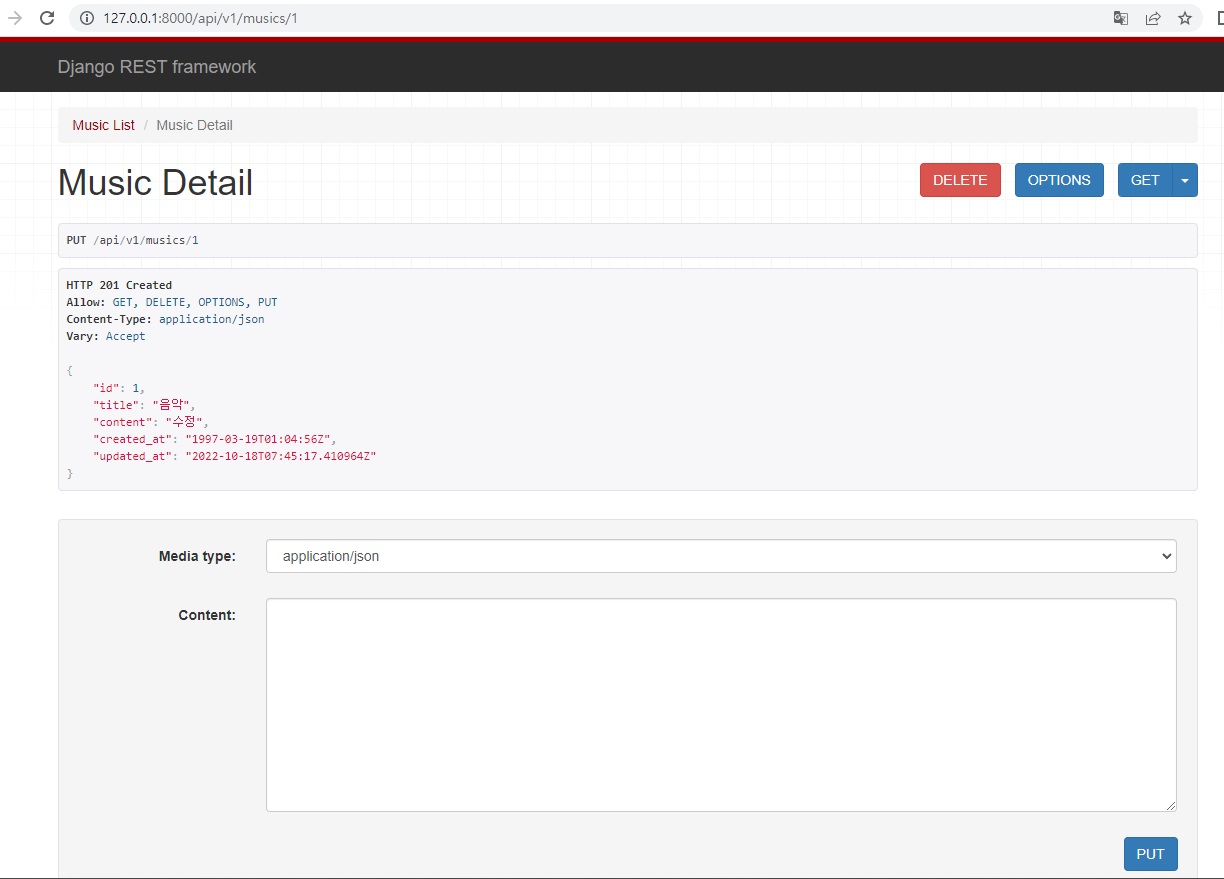 127.0.0.1:8000/api/v1/musics/1
Django REST framework
Music List / Music Detail
Music Detail
DELETE OPTIONS GET
PUT /api/v1/musics/1
HTTP 201 Created
Allow: GET, DELETE, OPTIONS, PUT
Content-Type: application/json
Vary: Accept
{
"id": 1,
"title": "음악",
"content": "수정",
"created_at": "1997-03-19T01:04:56Z",
"updated_at": "2022-10-18T07:45:17.410964Z"
}
Media type: application/json
Content:
PUT